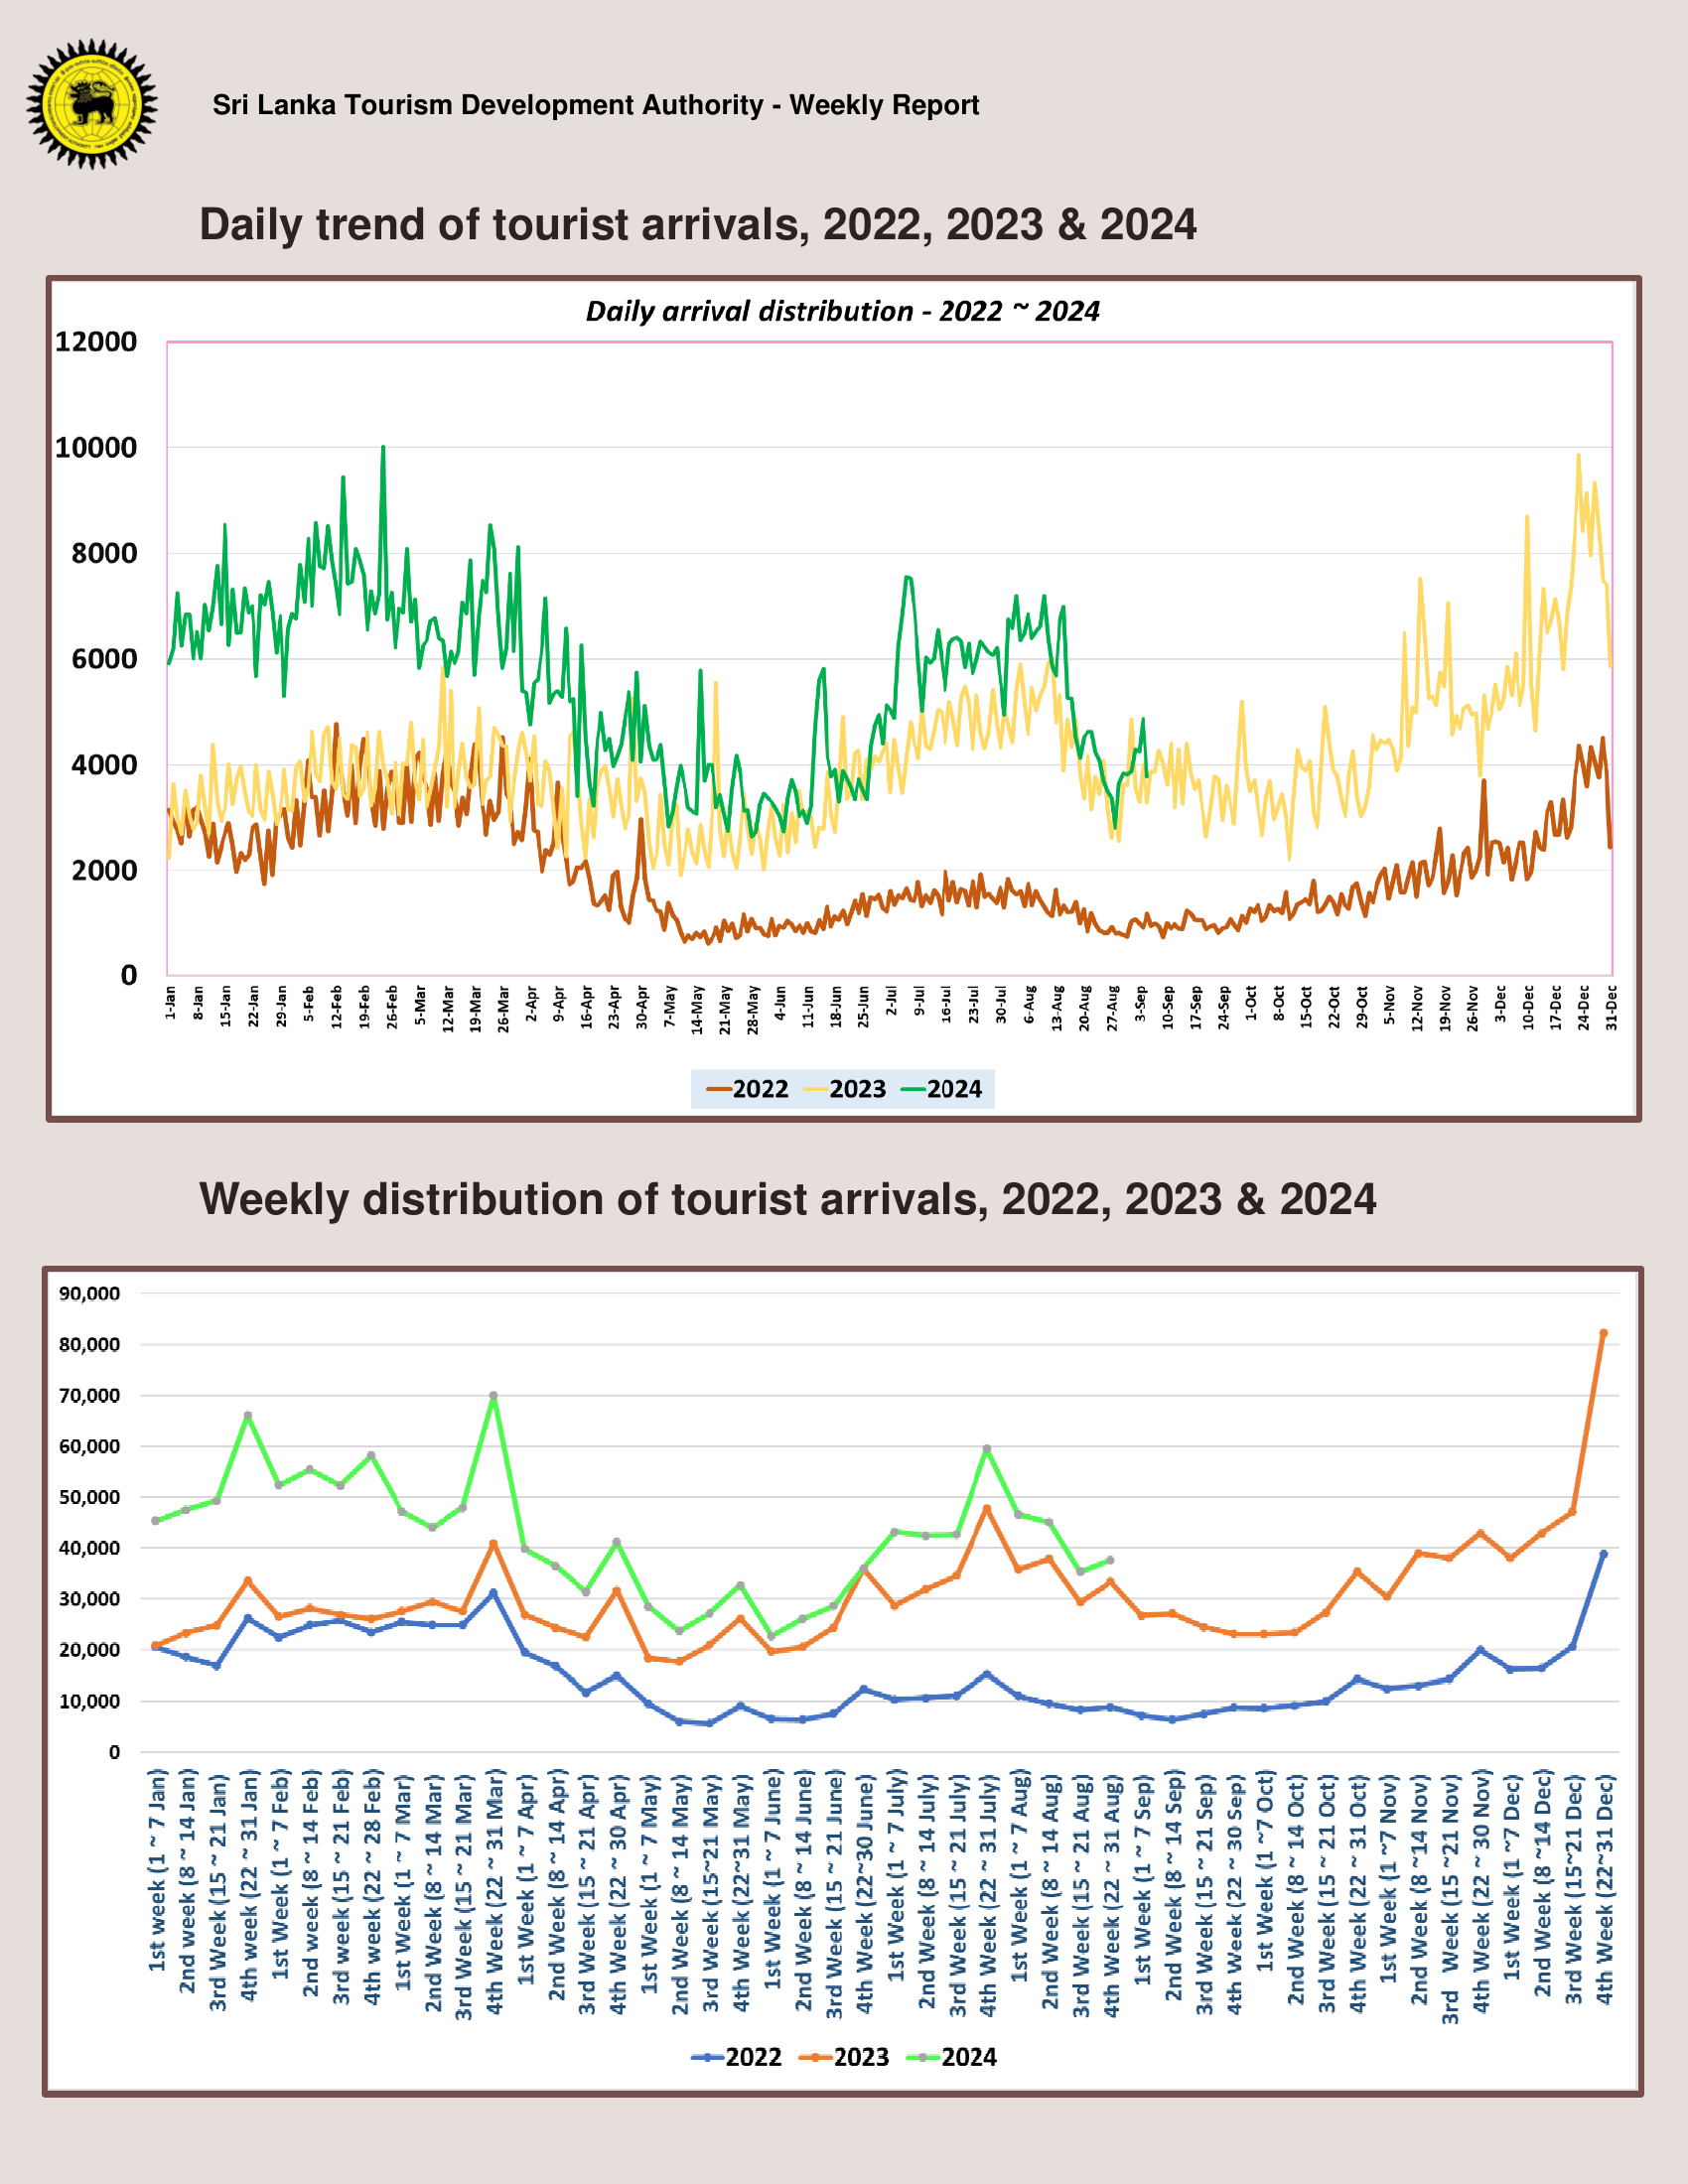 Sri Lanka Tourism Development Authority - Weekly Report
Daily trend of tourist arrivals, 2022, 2023 & 2024
Daily arrival distribution - 2022 ~ 2024
12000
10000
8000
6000
4000
2000
0
1-Jan
8-Jan
15-Jan
22-Jan
29-Jan
5-Feb
12-Feb
19-Feb
26-Feb
5-Mar
12-Mar
19-Mar
26-Mar
2-Apr
9-Apr
16-Apr
23-Apr
30-Apr
7-May
14-May
21-May
28-May
4-Jun
11-Jun
18-Jun
25-Jun
2-Jul
9-Jul
16-Jul
23-Jul
30-Jul
6-Aug
13-Aug
20-Aug
27-Aug
3-Sep
10-Sep
17-Sep
24-Sep
1-Oct
8-Oct
15-Oct
22-Oct
29-Oct
5-Nov
12-Nov
19-Nov
26-Nov
3-Dec
10-Dec
17-Dec
24-Dec
31-Dec
2022 2023 2024
Weekly distribution of tourist arrivals, 2022, 2023 & 2024
90,000
80,000
70,000
60,000
50,000
40,000
30,000
20,000
10,000
0
1st week (1 ~ 7 Jan)
2nd week (8 ~ 14 Jan)
3rd Week (15 ~ 21 Jan)
4th week (22 ~ 31 Jan)
1st Week (1 ~ 7 Feb)
2nd week (8 ~ 14 Feb)
3rd week (15 ~ 21 Feb)
4th week (22 ~ 28 Feb)
1st Week (1 ~ 7 Mar)
2nd Week (8 ~ 14 Mar)
3rd Week (15 ~ 21 Mar)
4th Week (22 ~ 31 Mar)
1st Week (1 ~ 7 Apr)
2nd Week (8 ~ 14 Apr)
3rd Week (15 ~ 21 Apr)
4th Week (22 ~ 30 Apr)
1st Week (1 ~ 7 May)
2nd Week (8 ~ 14 May)
3rd Week (15~21 May)
4th Week (22~31 May)
1st Week (1 ~ 7 June)
2nd Week (8 ~ 14 June)
3rd Week (15 ~ 21 June)
4th Week (22~30 June)
1st Week (1 ~ 7 July)
2nd Week (8 ~ 14 July)
3rd Week (15 ~ 21 July)
4th Week (22 ~ 31 July)
1st Week (1 ~ 7 Aug)
2nd Week (8 ~ 14 Aug)
3rd Week (15 ~ 21 Aug)
4th Week (22 ~ 31 Aug)
1st Week (1 ~ 7 Sep)
2nd Week (8 ~ 14 Sep)
3rd Week (15 ~ 21 Sep)
4th Week (22 ~ 30 Sep)
1st Week (1 ~7 Oct)
2nd Week (8 ~ 14 Oct)
3rd Week (15 ~ 21 Oct)
4th Week (22 ~ 31 Oct)
1st Week (1 ~7 Nov)
2nd Week (8 ~14 Nov)
3rd Week (15 ~21 Nov)
4th Week (22 ~ 30 Nov)
1st Week (1 ~7 Dec)
2nd Week (8 ~14 Dec)
3rd Week (15~21 Dec)
4th Week (22~31 Dec)
2022 2023 2024